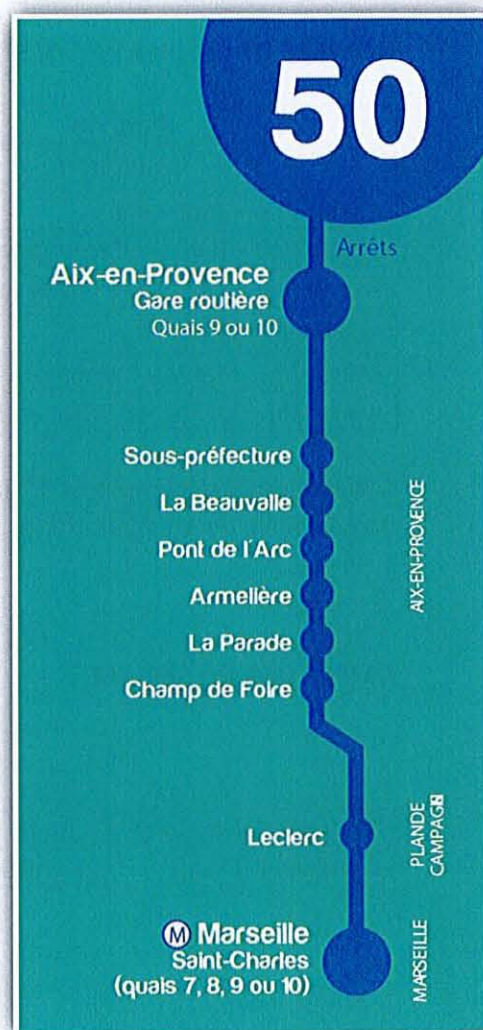 50
Arrêts
Aix-en-Provence
Gare routière
Quais 9 ou 10
Sous-préfecture
La Beauvalle
Pont de l'Arc
Armelière
La Parade
Champ de Foire
AIX-EN-PROVENCE
Leclerc
PLANDE
CAMPAGN
M Marseille
Saint-Charles
(quais 7, 8, 9 ou 10)
MARSEILLE